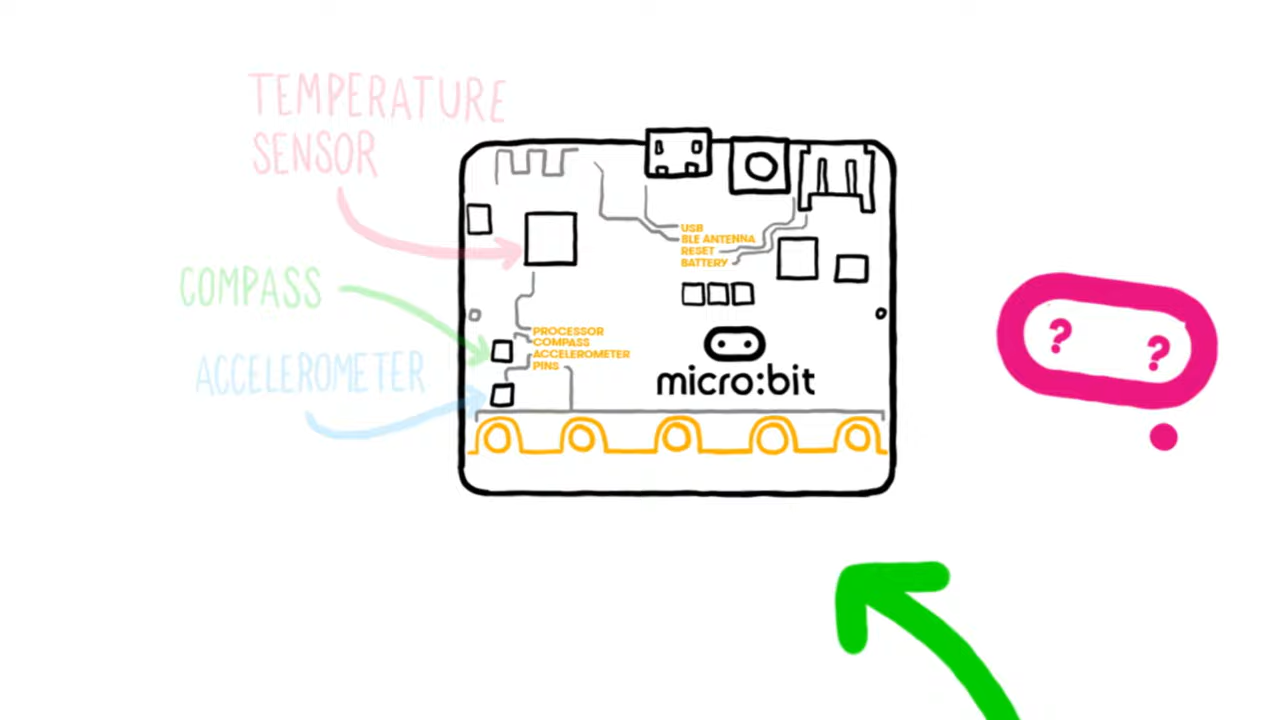 TEMPERATURE
SENSOR
COMPASS
ACCELEROMETER
USB
BLE ANTENNA
RESET
BATTERY
PROCESSOR
COMPASS
ACCELEROMETER
PINS
micro:bit
? ?